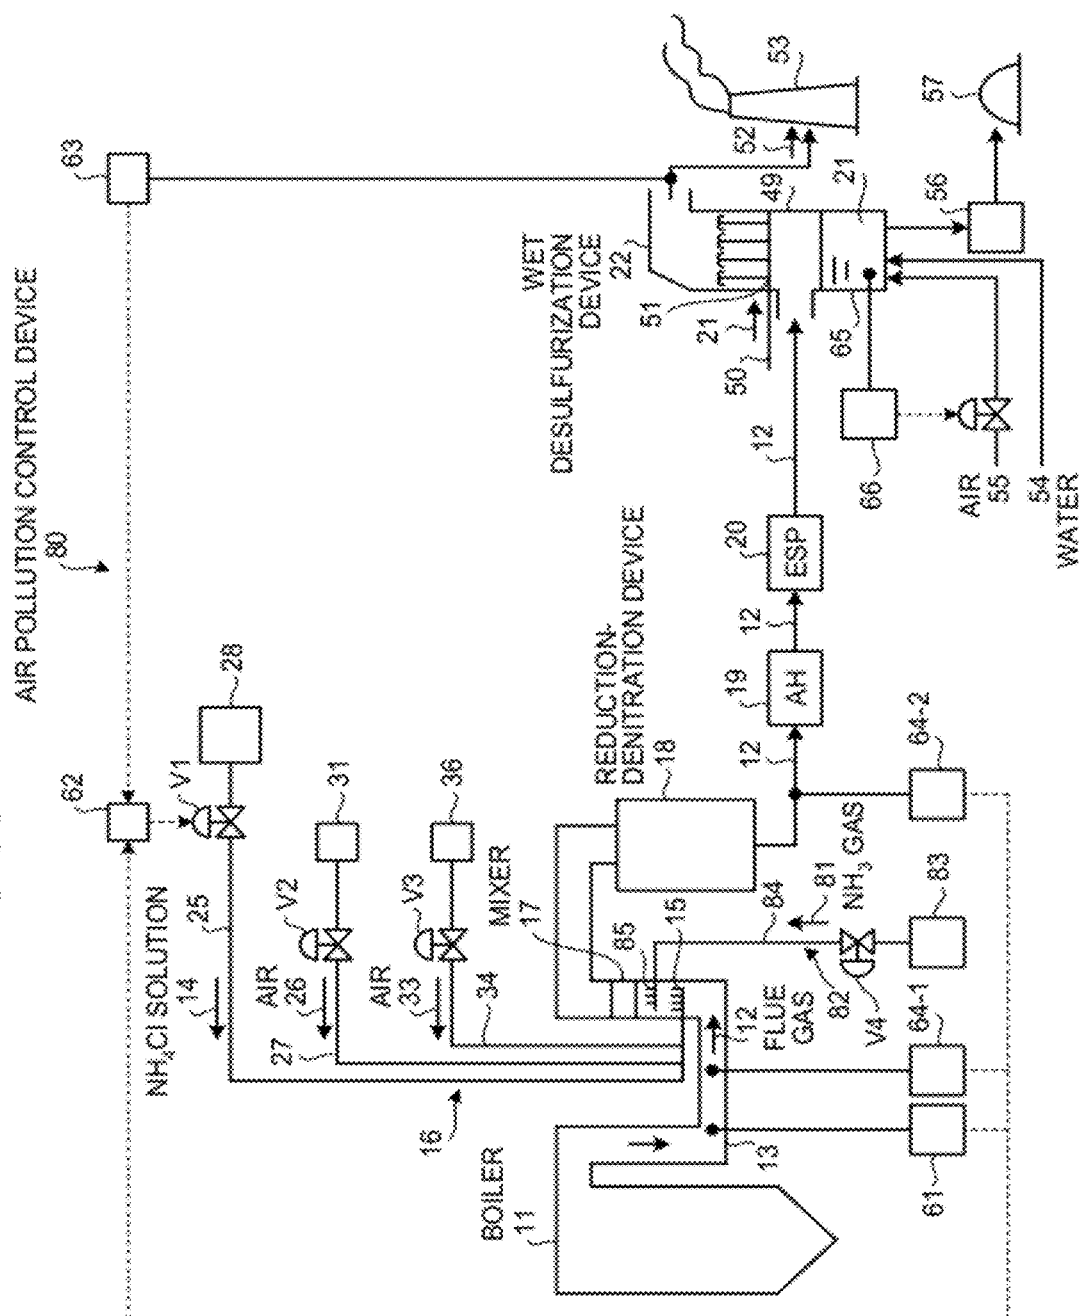 AIR POLLUTION CONTROL DEVICE
80
63
62
V1
28
NH4Cl SOLUTION
14
25
V2
31
AIR
26
27
V3
36
AIR
33
34
16
MIXER
17
REDUCTION-
DENITRATION DEVICE
18
85
15
BOILER
11
12
FLUE
GAS
13
61
64-1
V4
82
84
81
NH3 GAS
83
64-2
12
19
AH
12
20
ESP
12
WET
DESULFURIZATION
DEVICE
22
51
21
50
49
21
65
66
AIR
55
54
WATER
56
57
52
53